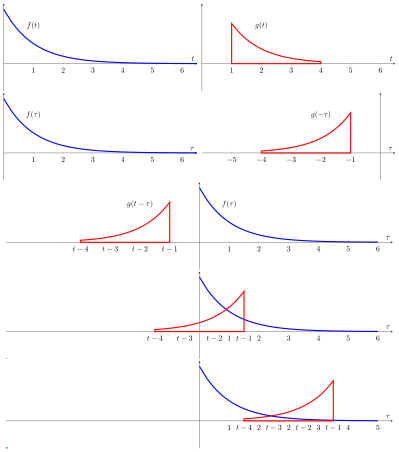 f(t) g(t)
t t
1 2 3 4 5 6 1 2 3 4 5 6
f(τ) g(−τ)
τ τ
1 2 3 4 5 6 −5 −4 −3 −2 −1
g(t − τ) f(τ)
τ
t − 4 t − 3 t − 2 t − 1 1 2 3 4 5 6
τ
t − 4 t − 3 t − 2 1 t − 1 2 3 4 5 6
τ
1 t − 4 2 t − 3 2 t − 2 3 t − 1 4 5